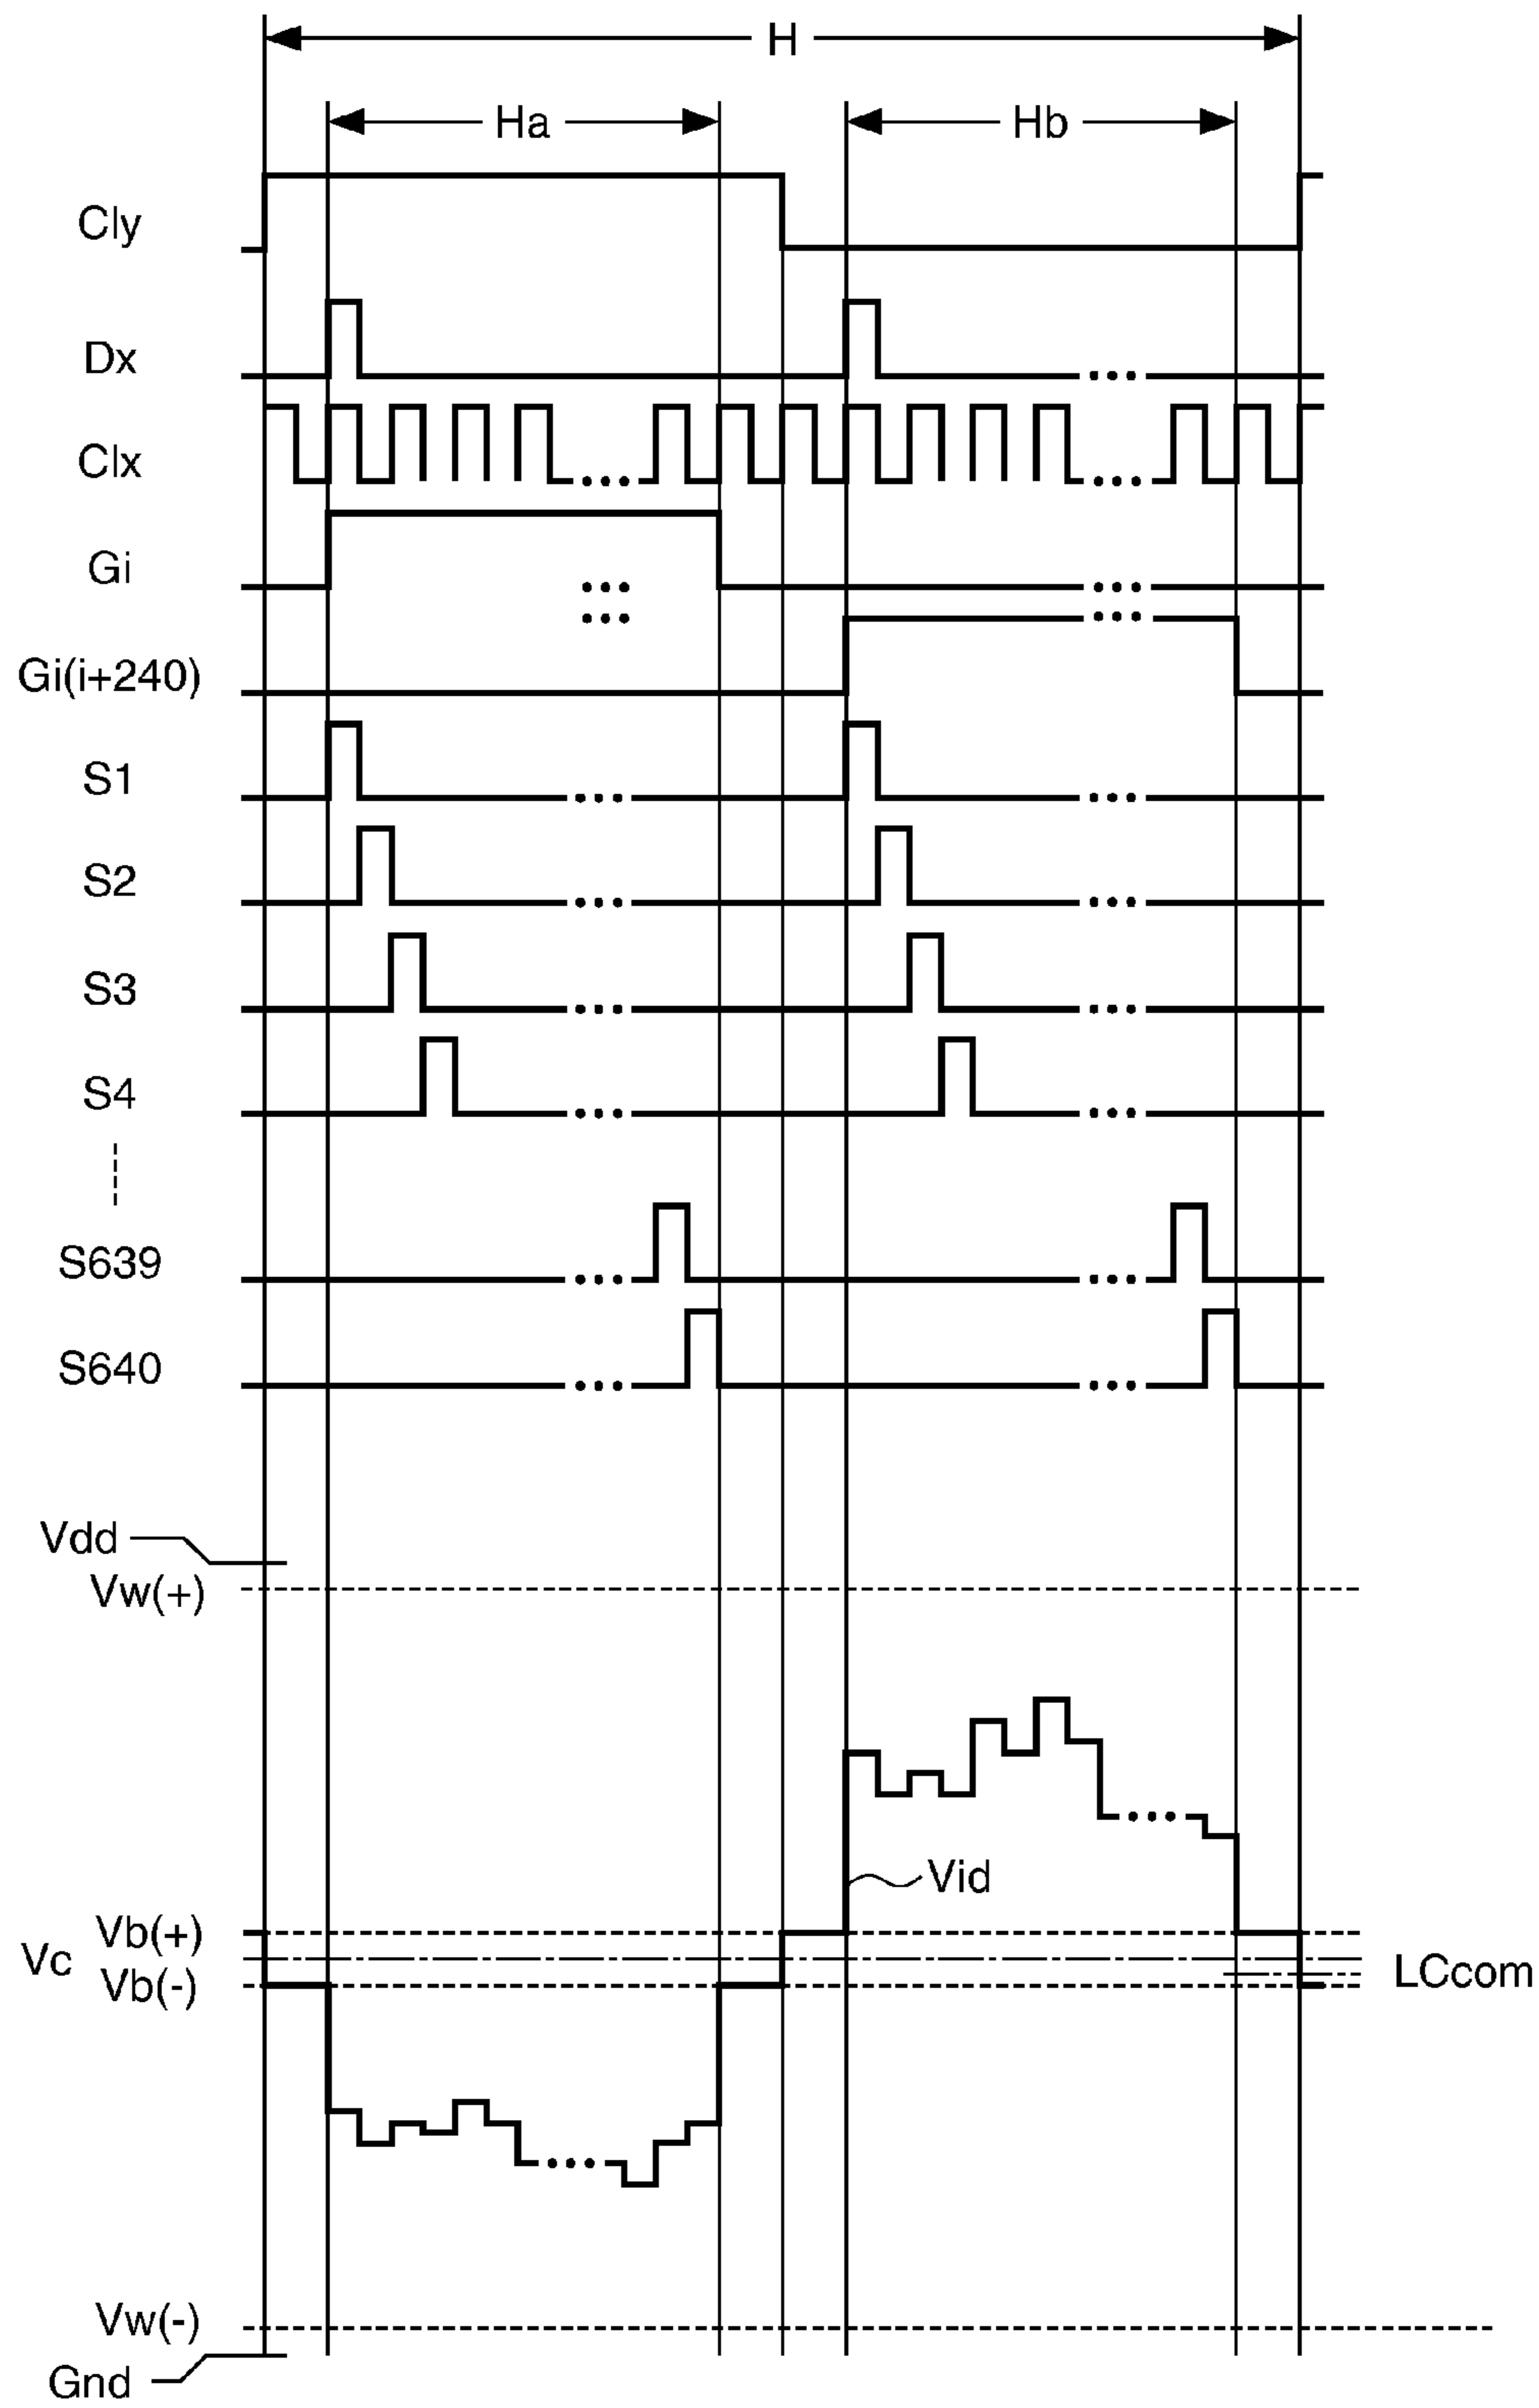 H
Ha Hb
Cly
Dx
Clx
Gi
Gi(i+240)
S1
S2
S3
S4
S639
S640
Vdd
Vw(+)
Vid
Vb(+)
Vc
Vb(-)
LCcom
Vw(-)
Gnd